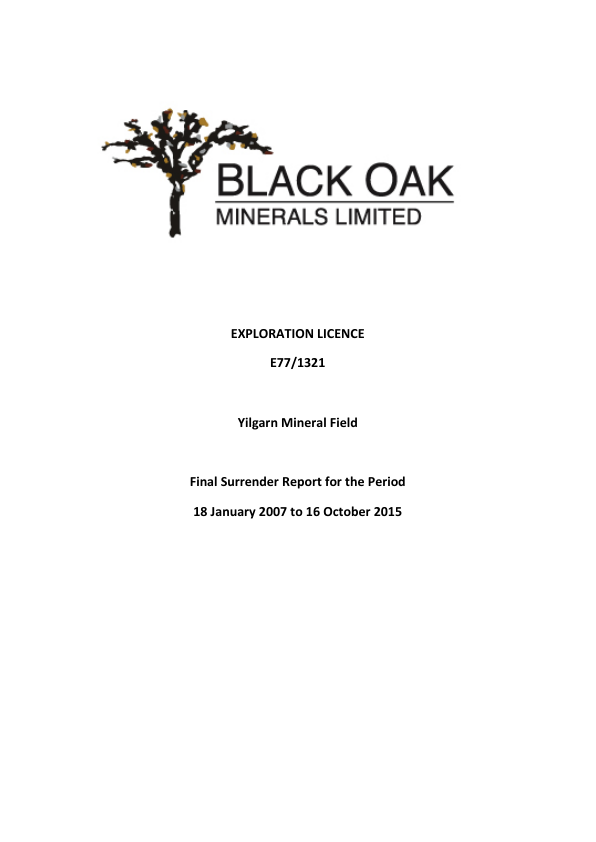 BLACK OAK
MINERALS LIMITED
EXPLORATION LICENCE
E77/1321
Yilgarn Mineral Field
Final Surrender Report for the Period
18 January 2007 to 16 October 2015